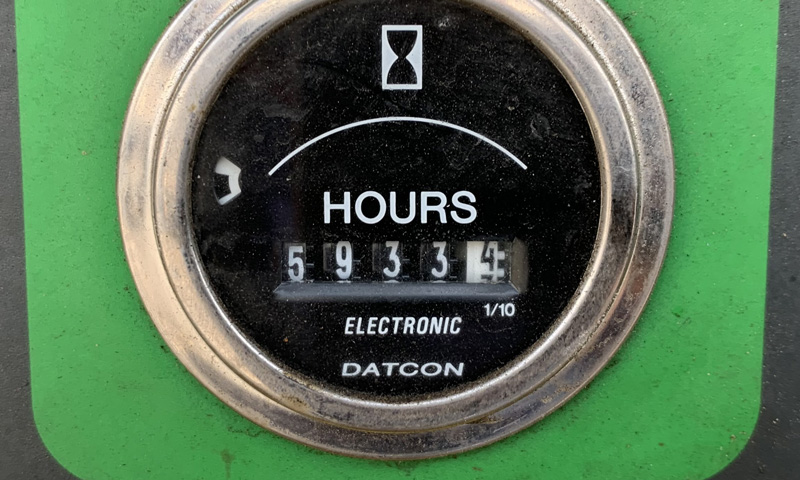 HOURS
5 9 3 3 4
1/10
ELECTRONIC
DATCON